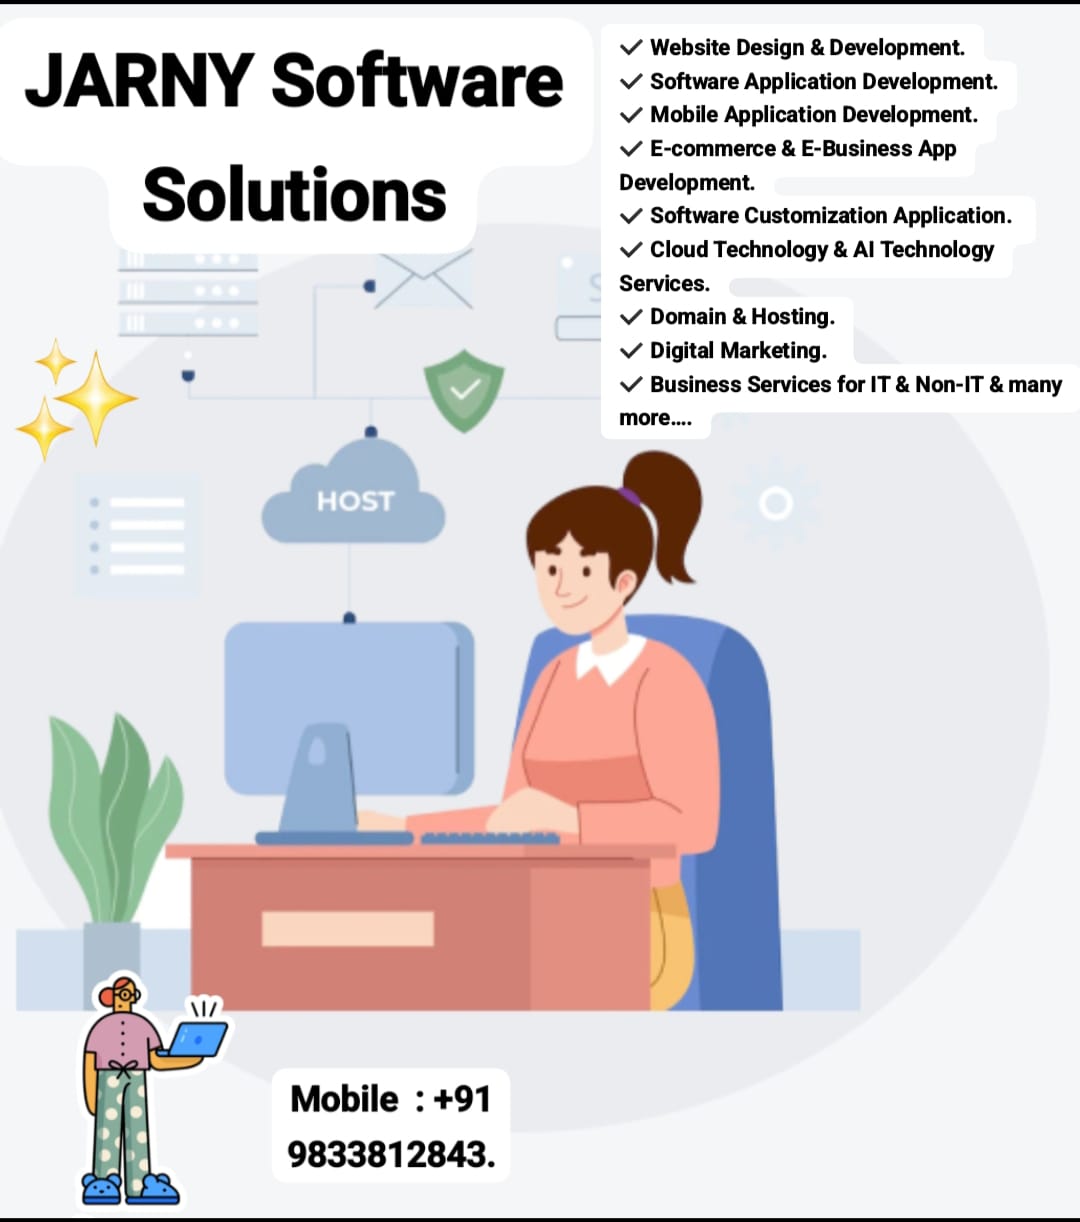 JARNY Software
Solutions
✓ Website Design & Development.
✓ Software Application Development.
✓ Mobile Application Development.
✓ E-commerce & E-Business App
Development.
✓ Software Customization Application.
✓ Cloud Technology & AI Technology
Services.
✓ Domain & Hosting.
✓ Digital Marketing.
✓ Business Services for IT & Non-IT & many
more....
HOST
Mobile : +91
9833812843.